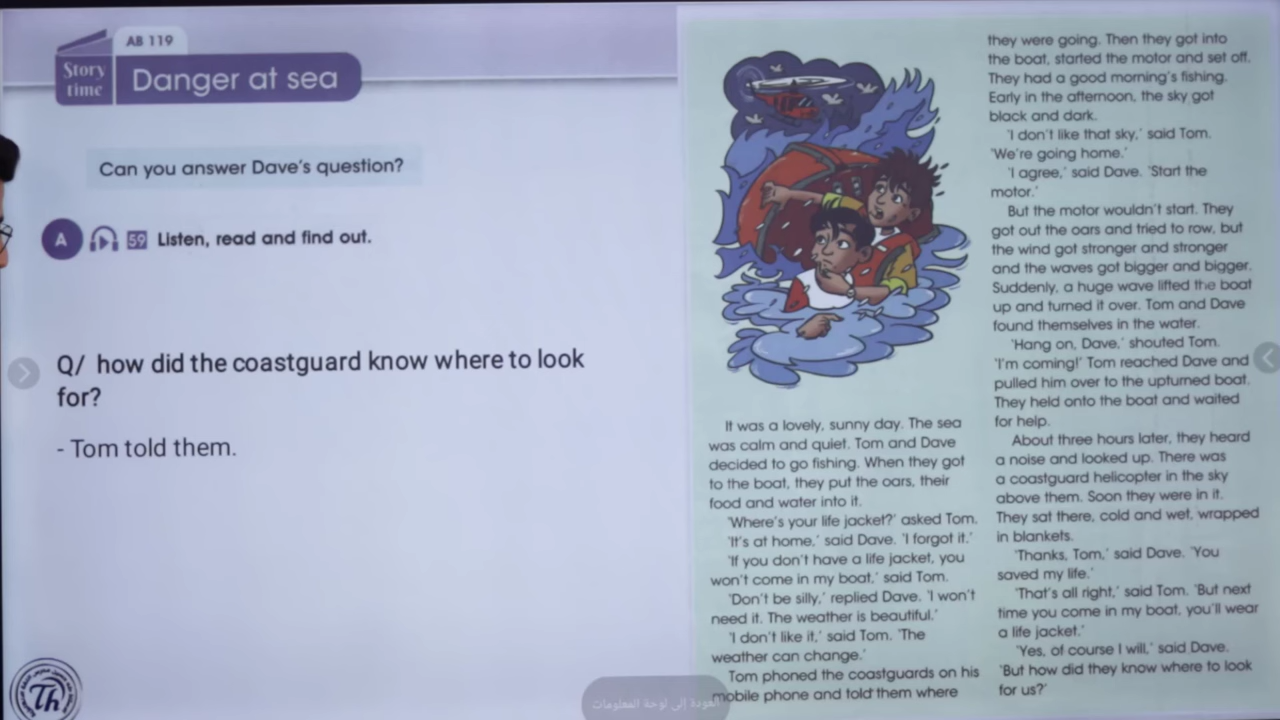 AB 119
Story
time
Danger at sea
Can you answer Dave's question?
A 59 Listen, read and find out.
Q/ how did the coastguard know where to look
for?
- Tom told them.
Th
It was a lovely, sunny day. The sea
was calm and quiet. Tom and Dave
decided to go fishing. When they got
to the boat, they put the oars, their
food and water into it.
'Where's your life jacket?' asked Tom.
'It's at home,' said Dave. 'I forgot it.'
'If you don't have a life jacket, you
won't come in my boat,' said Tom.
'Don't be silly,' replied Dave. 'I won't
need it. The weather is beautiful.'
'I don't like it,' said Tom. 'The
weather can change.'
Tom phoned the coastguards on his
mobile phone and told them where
العودة إلى لوحة المعلومات
they were going. Then they got into
the boat, started the motor and set off.
They had a good morning's fishing.
Early in the afternoon, the sky got
black and dark.
'I don't like that sky,' said Tom.
'We're going home.'
'I agree,' said Dave. 'Start the
motor.'
But the motor wouldn't start. They
got out the oars and tried to row, but
the wind got stronger and stronger
and the waves got bigger and bigger.
Suddenly, a huge wave lifted the boat
up and turned it over. Tom and Dave
found themselves in the water.
'Hang on, Dave,' shouted Tom.
'I'm coming!' Tom reached Dave and
pulled him over to the upturned boat.
They held onto the boat and waited
for help.
About three hours later, they heard
a noise and looked up. There was
a coastguard helicopter in the sky
above them. Soon they were in it.
They sat there, cold and wet, wrapped
in blankets.
'Thanks, Tom,' said Dave. 'You
saved my life.'
'That's all right,' said Tom. 'But next
time you come in my boat, you'll wear
a life jacket.'
'Yes, of course I will,' said Dave.
'But how did they know where to look
for us?'